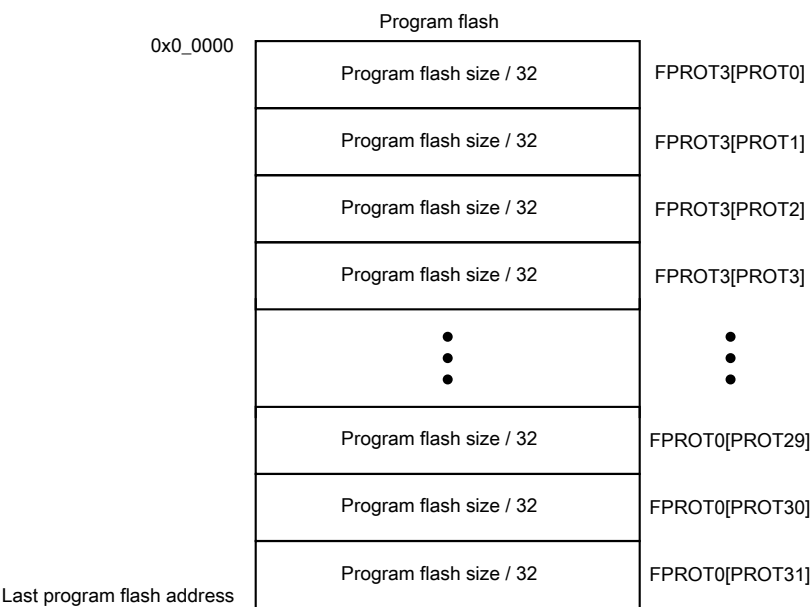 Program flash
0x0_0000
Program flash size / 32 FPROT3[PROT0]
Program flash size / 32 FPROT3[PROT1]
Program flash size / 32 FPROT3[PROT2]
Program flash size / 32 FPROT3[PROT3]
Program flash size / 32 FPROT0[PROT29]
Program flash size / 32 FPROT0[PROT30]
Program flash size / 32 FPROT0[PROT31]
Last program flash address